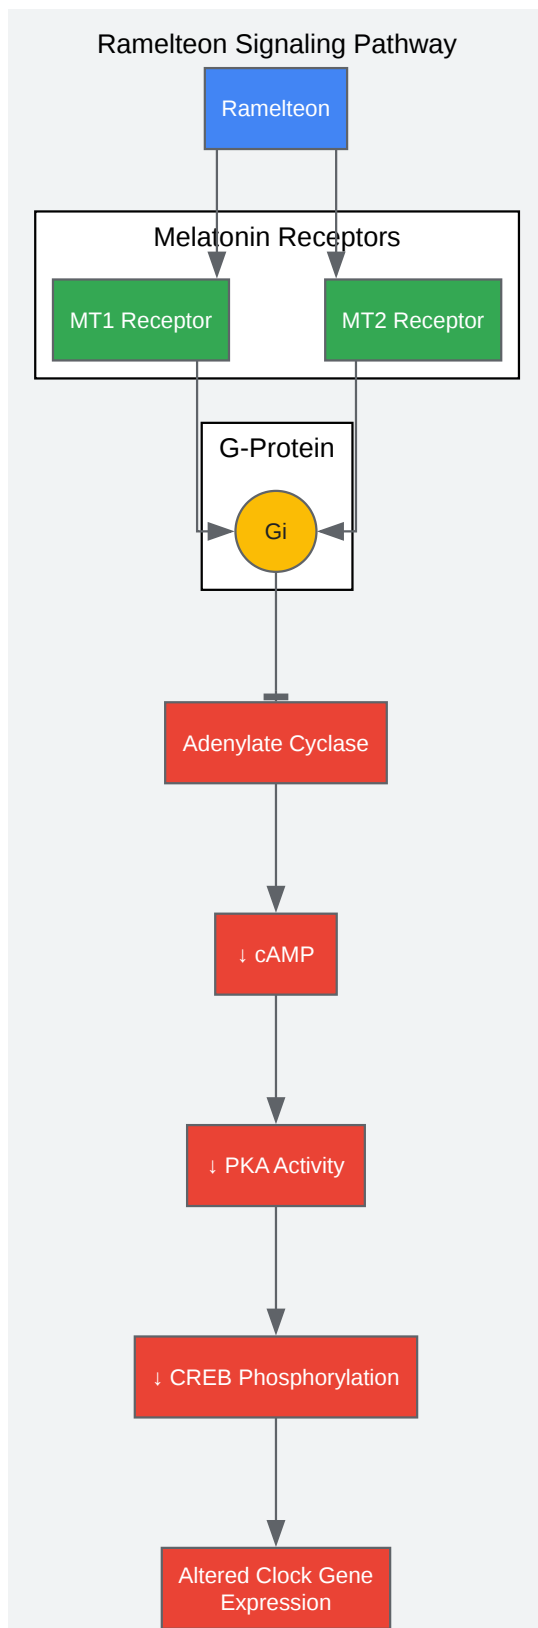 Ramelteon Signaling Pathway
Ramelteon
Melatonin Receptors
MT1 Receptor
MT2 Receptor
G-Protein
Gi
Adenylate Cyclase
↓ cAMP
↓ PKA Activity
↓ CREB Phosphorylation
Altered Clock Gene
Expression